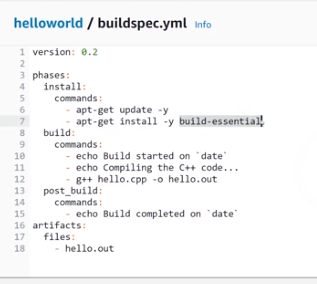 helloworld / buildspec.yml Info
1 version: 0.2
2
3 phases:
4   install:
5     commands:
6       - apt-get update -y
7       - apt-get install -y build-essential
8   build:
9     commands:
10       - echo Build started on `date`
11       - echo Compiling the C++ code...
12       - g++ hello.cpp -o hello.out
13   post_build:
14     commands:
15       - echo Build completed on `date`
16 artifacts:
17   files:
18     - hello.out